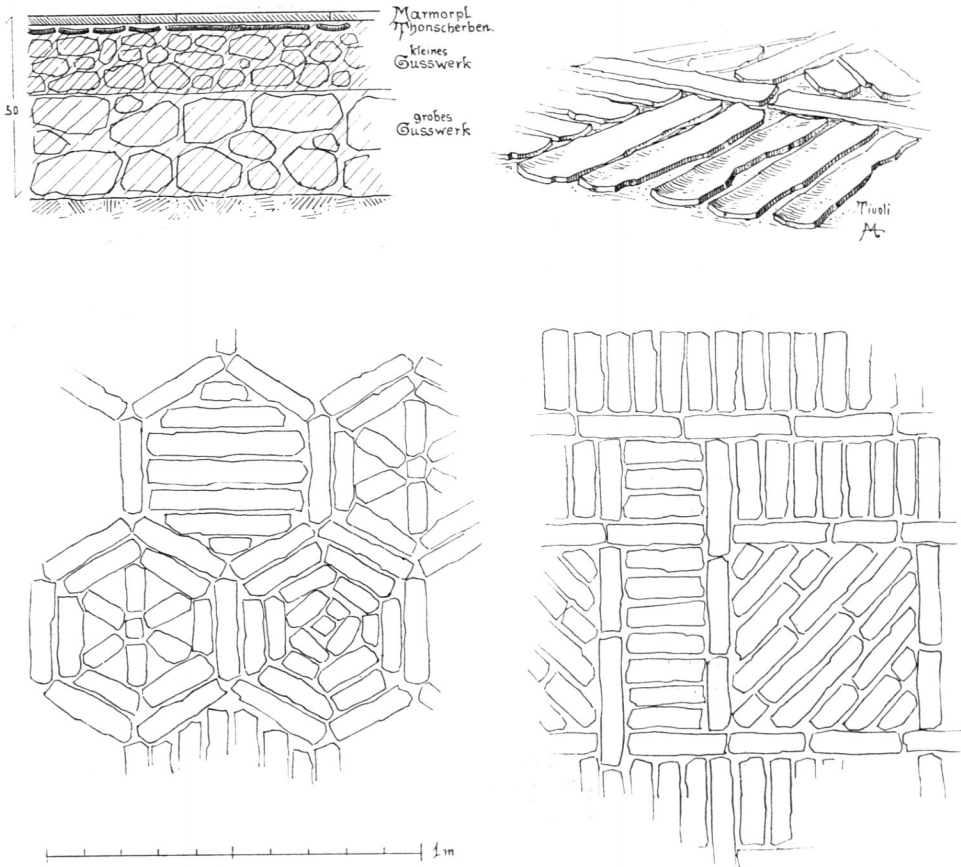 Marmorpl
Thonscherben.
kleines
Gusswerk
50
grobes
Gusswerk
Tivoli
1 m